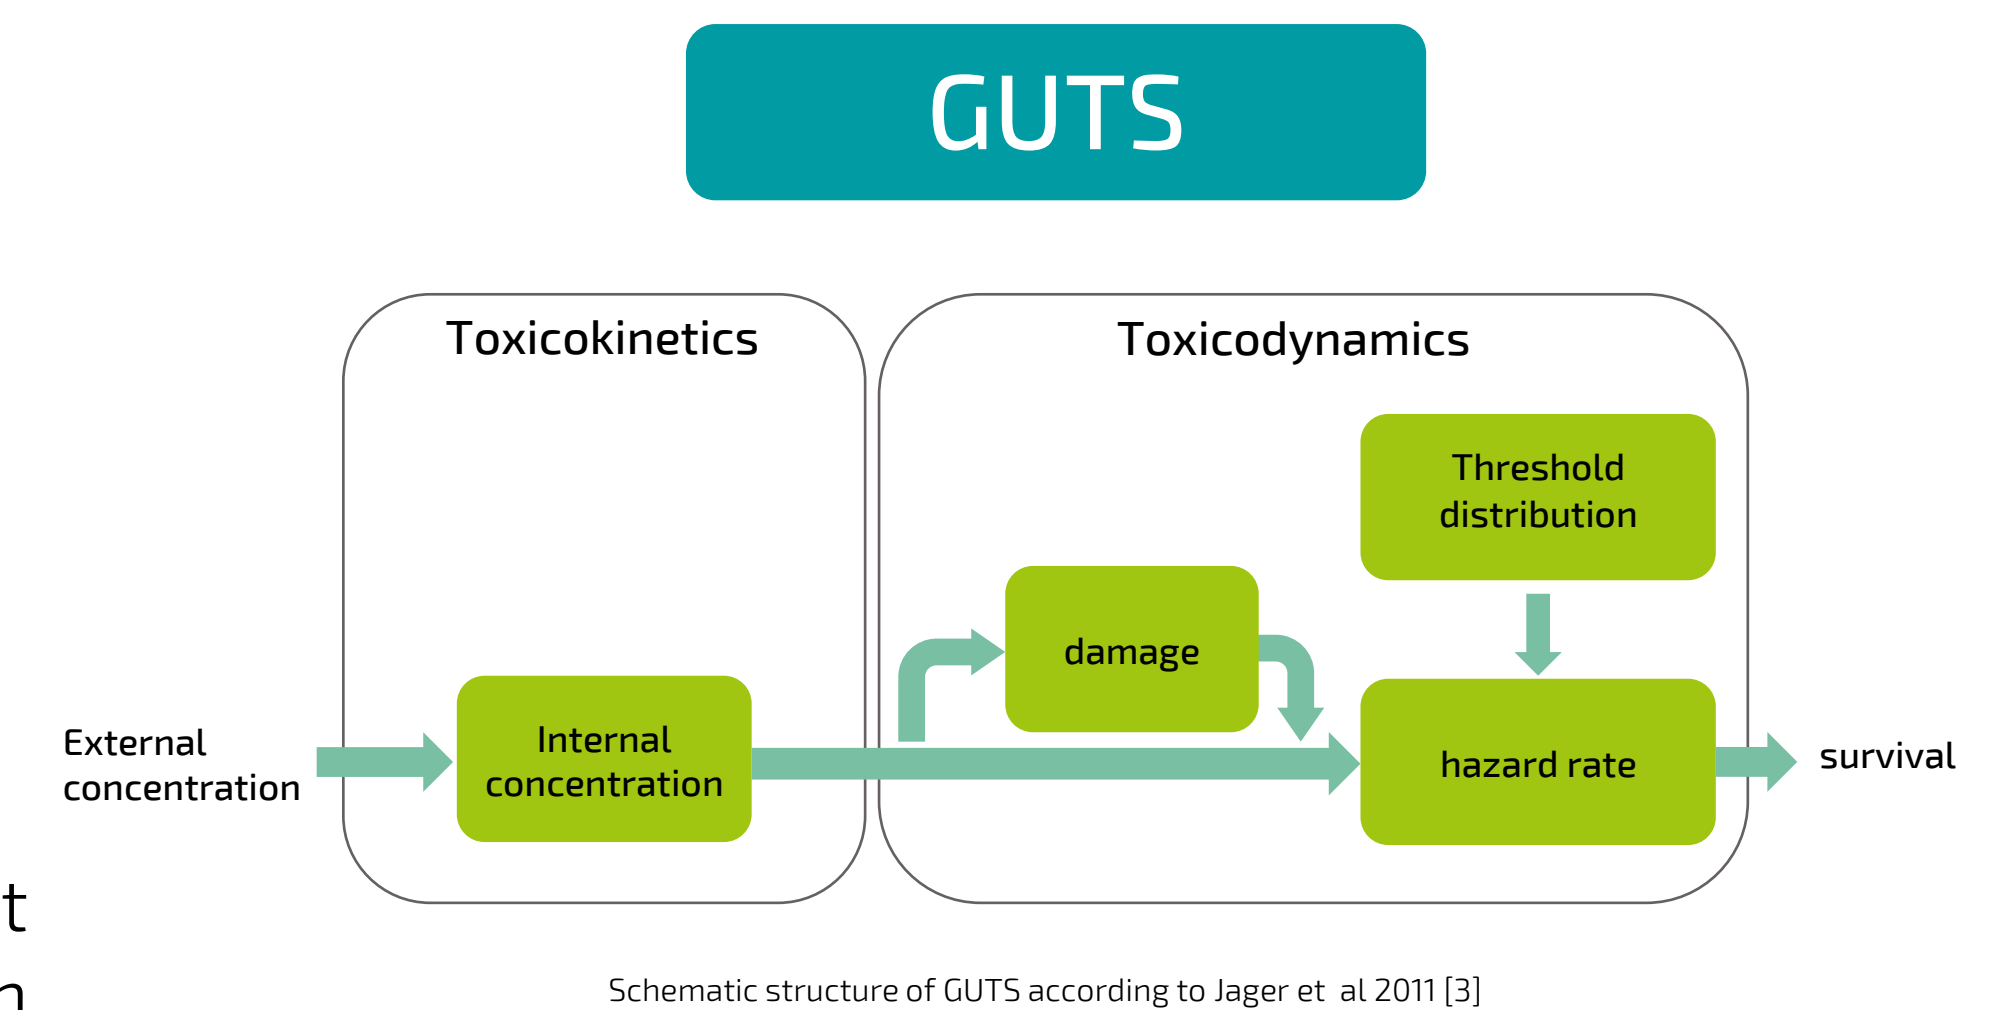 GUTS
Toxicokinetics
Toxicodynamics
Threshold
distribution
damage
External
concentration
Internal
concentration
hazard rate
survival
t
n
Schematic structure of GUTS according to Jager et al 2011 [3]